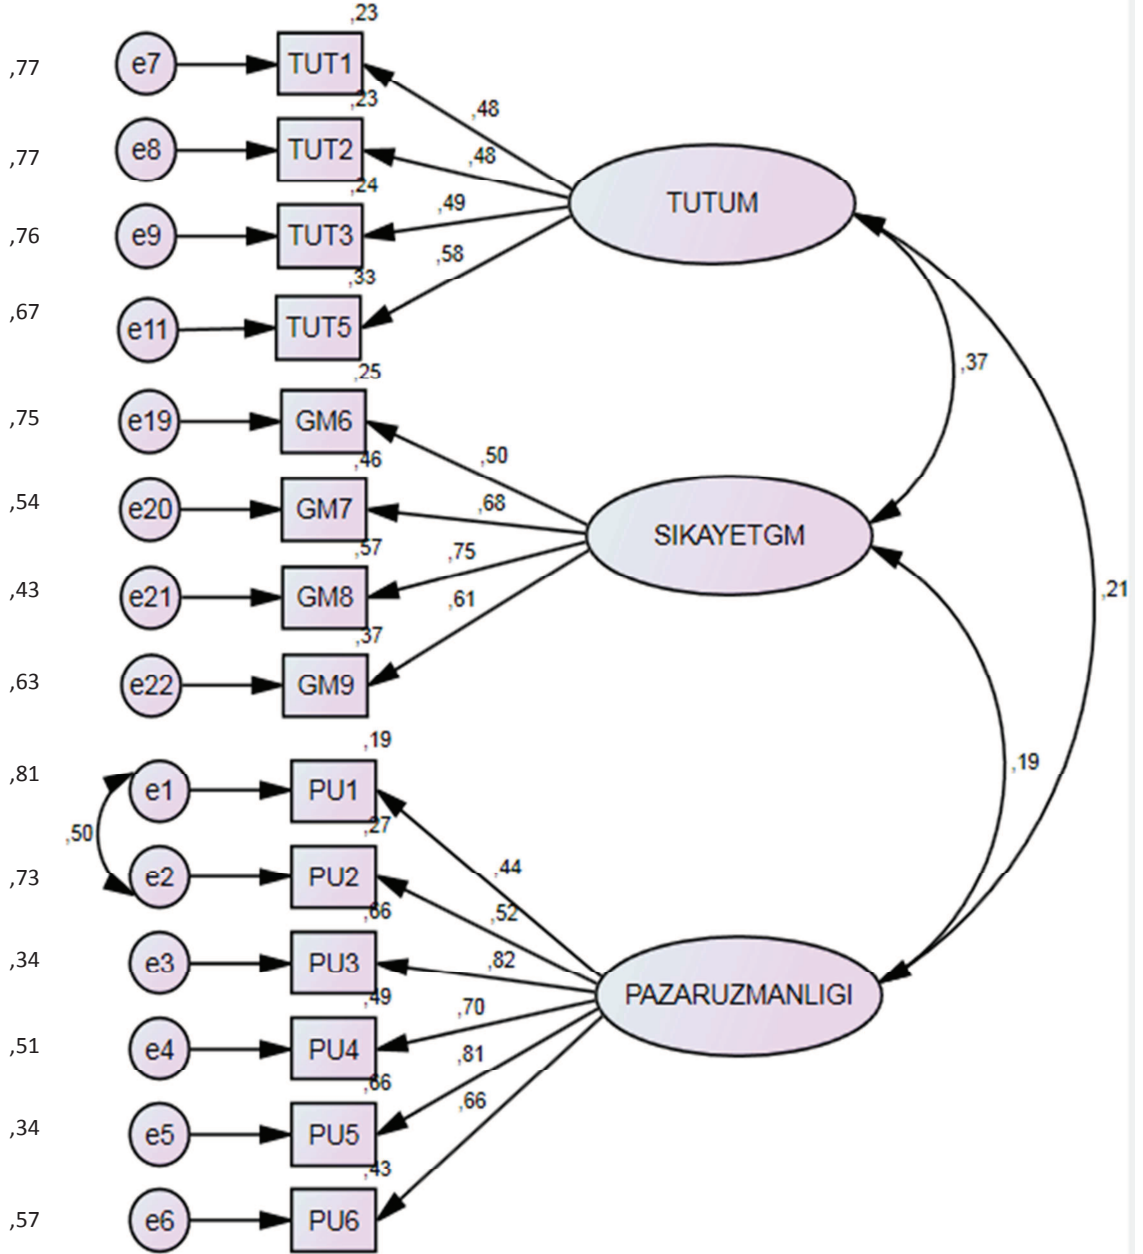 ,23
,77 e7 TUT1
,48
,23
,77 e8 TUT2 ,48
,24
,49 TUTUM
,76 e9 TUT3
,58
,33
,67 e11 TUT5
,37
,25
,75 e19 GM6
,50
,46
,54 e20 GM7 ,68
SIKAYETGM
,57
,75
,43 e21 GM8 ,61
,21
,37
,63 e22 GM9
,19
,19
,81 e1 PU1
,27
,50
,44
,73 e2 PU2
,66 ,52
,34 e3 PU3 ,82
,49 PAZARUZMANLIGI
,70
,51 e4 PU4
,81
,66
,66
,34 e5 PU5
,43
,57 e6 PU6